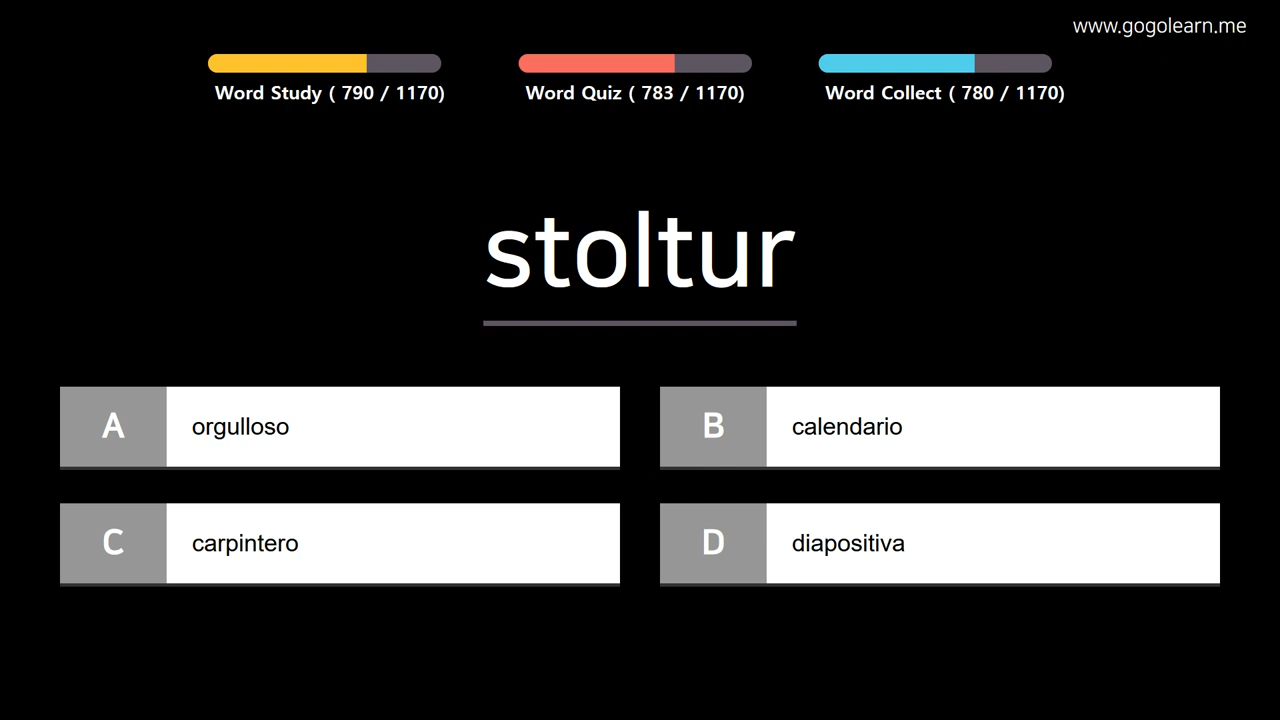 www.gogolearn.me
Word Study ( 790 / 1170)
Word Quiz ( 783 / 1170)
Word Collect ( 780 / 1170)
stoltur
A orgulloso
B calendario
C carpintero
D diapositiva